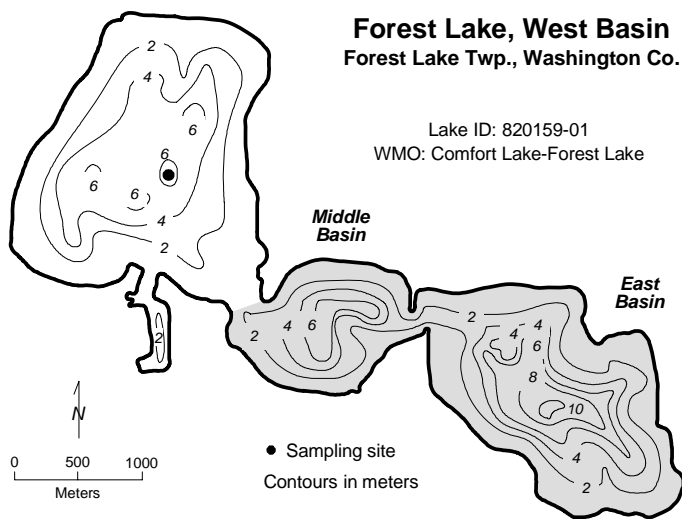 Forest Lake, West Basin
Forest Lake Twp., Washington Co.
Lake ID: 820159-01
WMO: Comfort Lake-Forest Lake
2
4
6
6
6
6
4
2
2
Middle
Basin
2 4 6
East
Basin
2
4 4
6
8
10
4
2
N
0 500 1000
Meters
Sampling site
Contours in meters